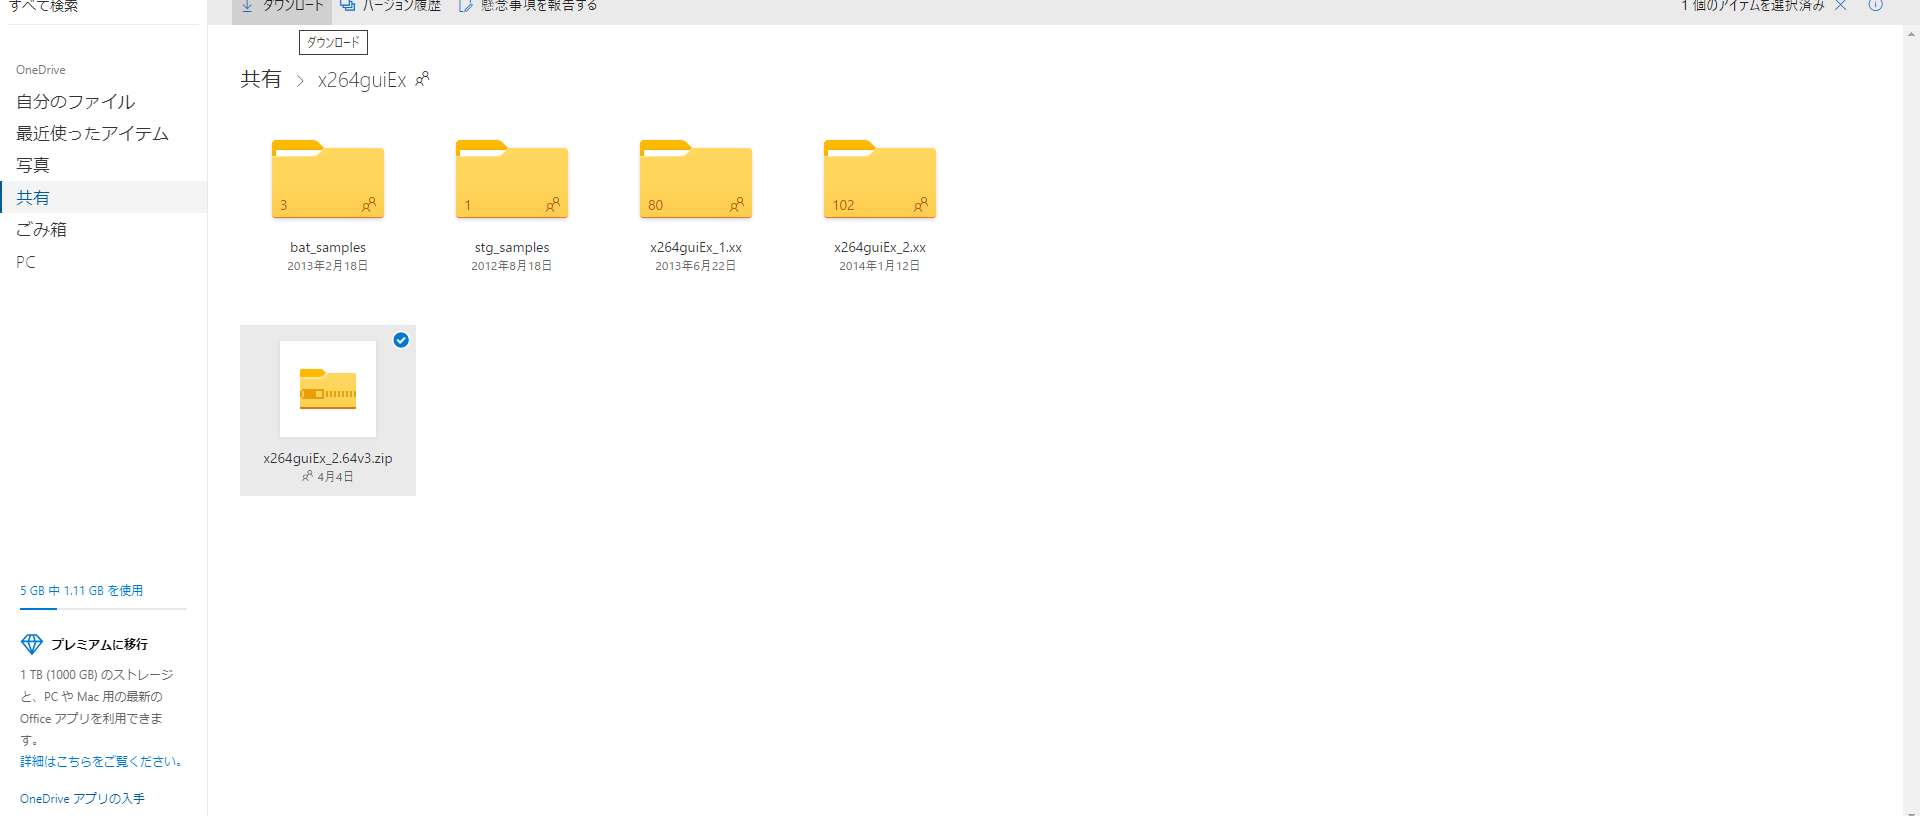 すべて検索
ダウンロード
バージョン履歴
懸念事項を報告する
1 個のアイテムを選択済み
ダウンロード
OneDrive
自分のファイル
最近使ったアイテム
写真
共有
ごみ箱
PC
共有 > x264guiEx
3
1
80
102
bat_samples
2013年2月18日
stg_samples
2012年8月18日
x264guiEx_1.xx
2013年6月22日
x264guiEx_2.xx
2014年1月12日
x264guiEx_2.64v3.zip
4月4日
5 GB 中 1.11 GB を使用
プレミアムに移行
1 TB (1000 GB) のストレージ
と、PC や Mac 用の最新の
Office アプリを利用できま
す。
詳細はこちらをご覧ください。
OneDrive アプリの入手